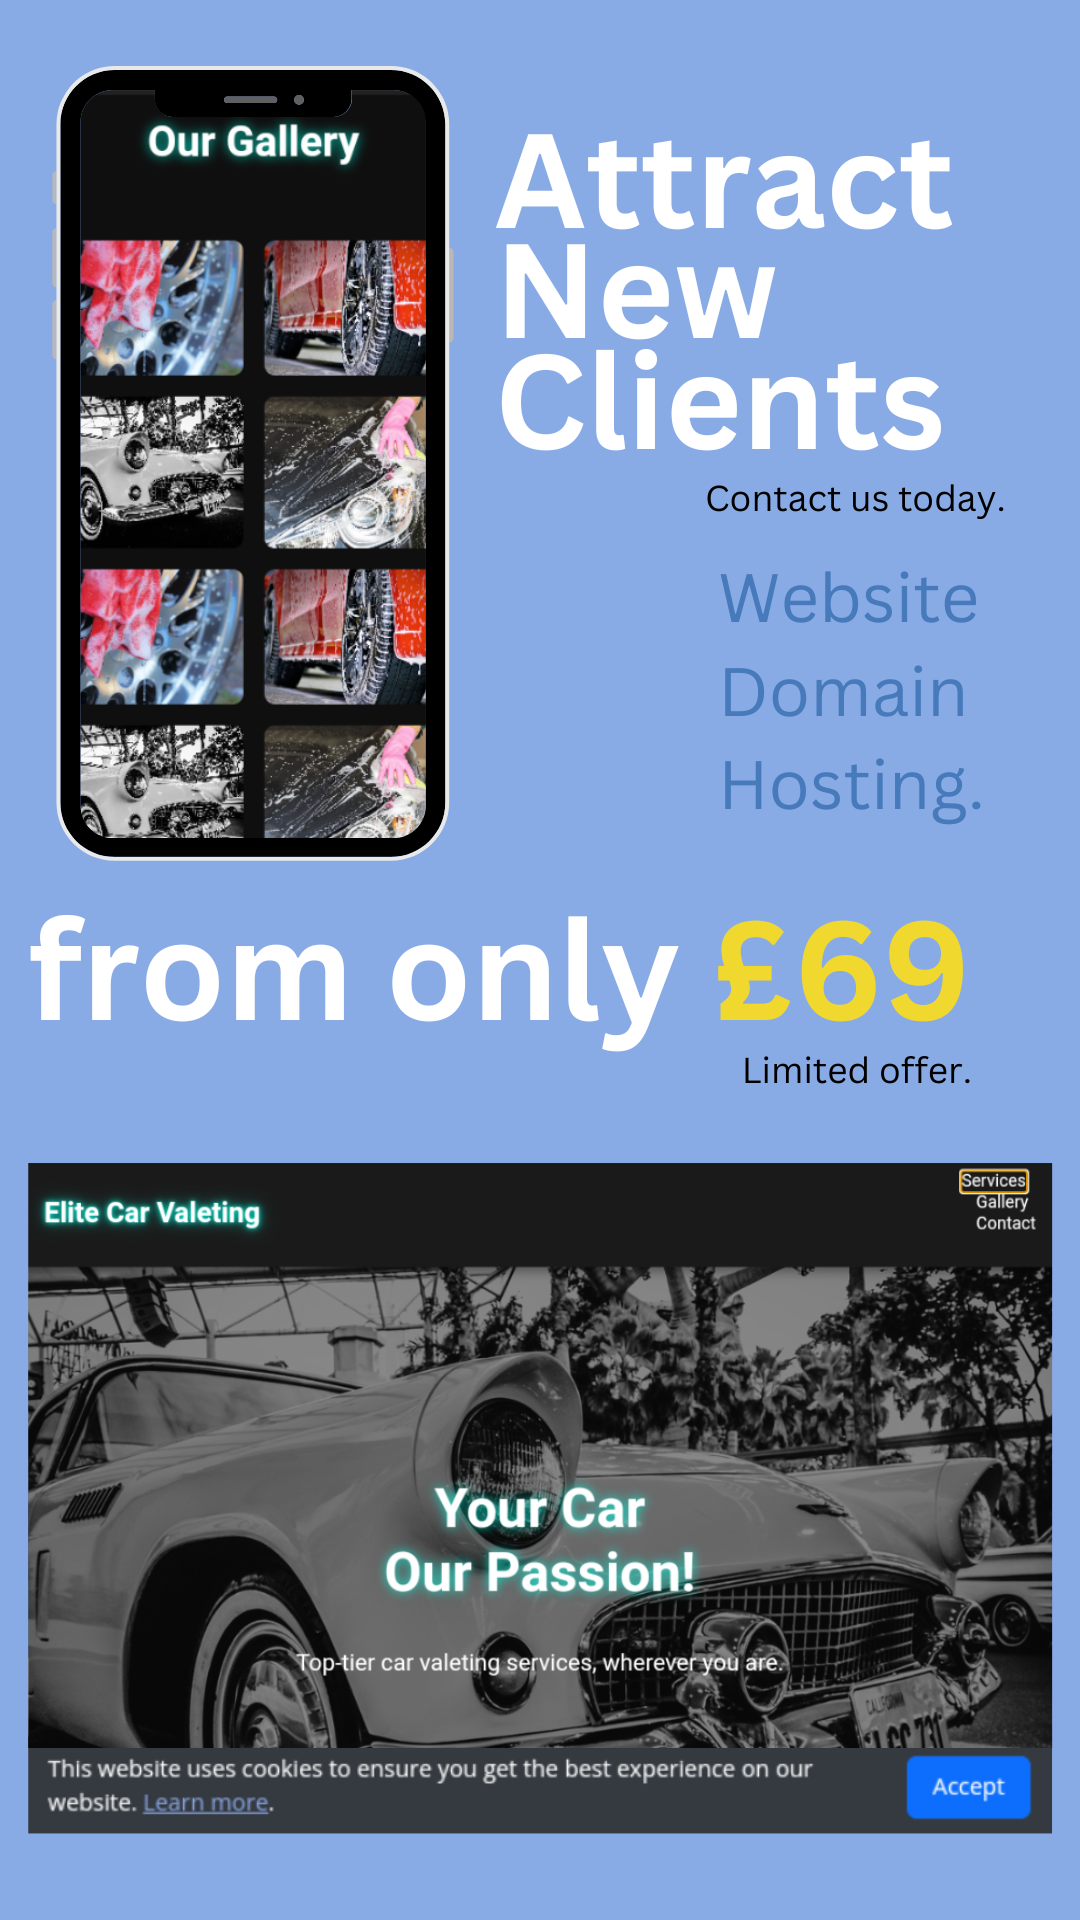 Our Gallery
Attract
New
Clients
Contact us today.
Website
Domain
Hosting.
from only £69
Limited offer.
Elite Car Valeting
Services
Gallery
Contact
Your Car
Our Passion!
Top-tier car valeting services, wherever you are.
CALIFORNIA
This website uses cookies to ensure you get the best experience on our
website. Learn more.
Accept